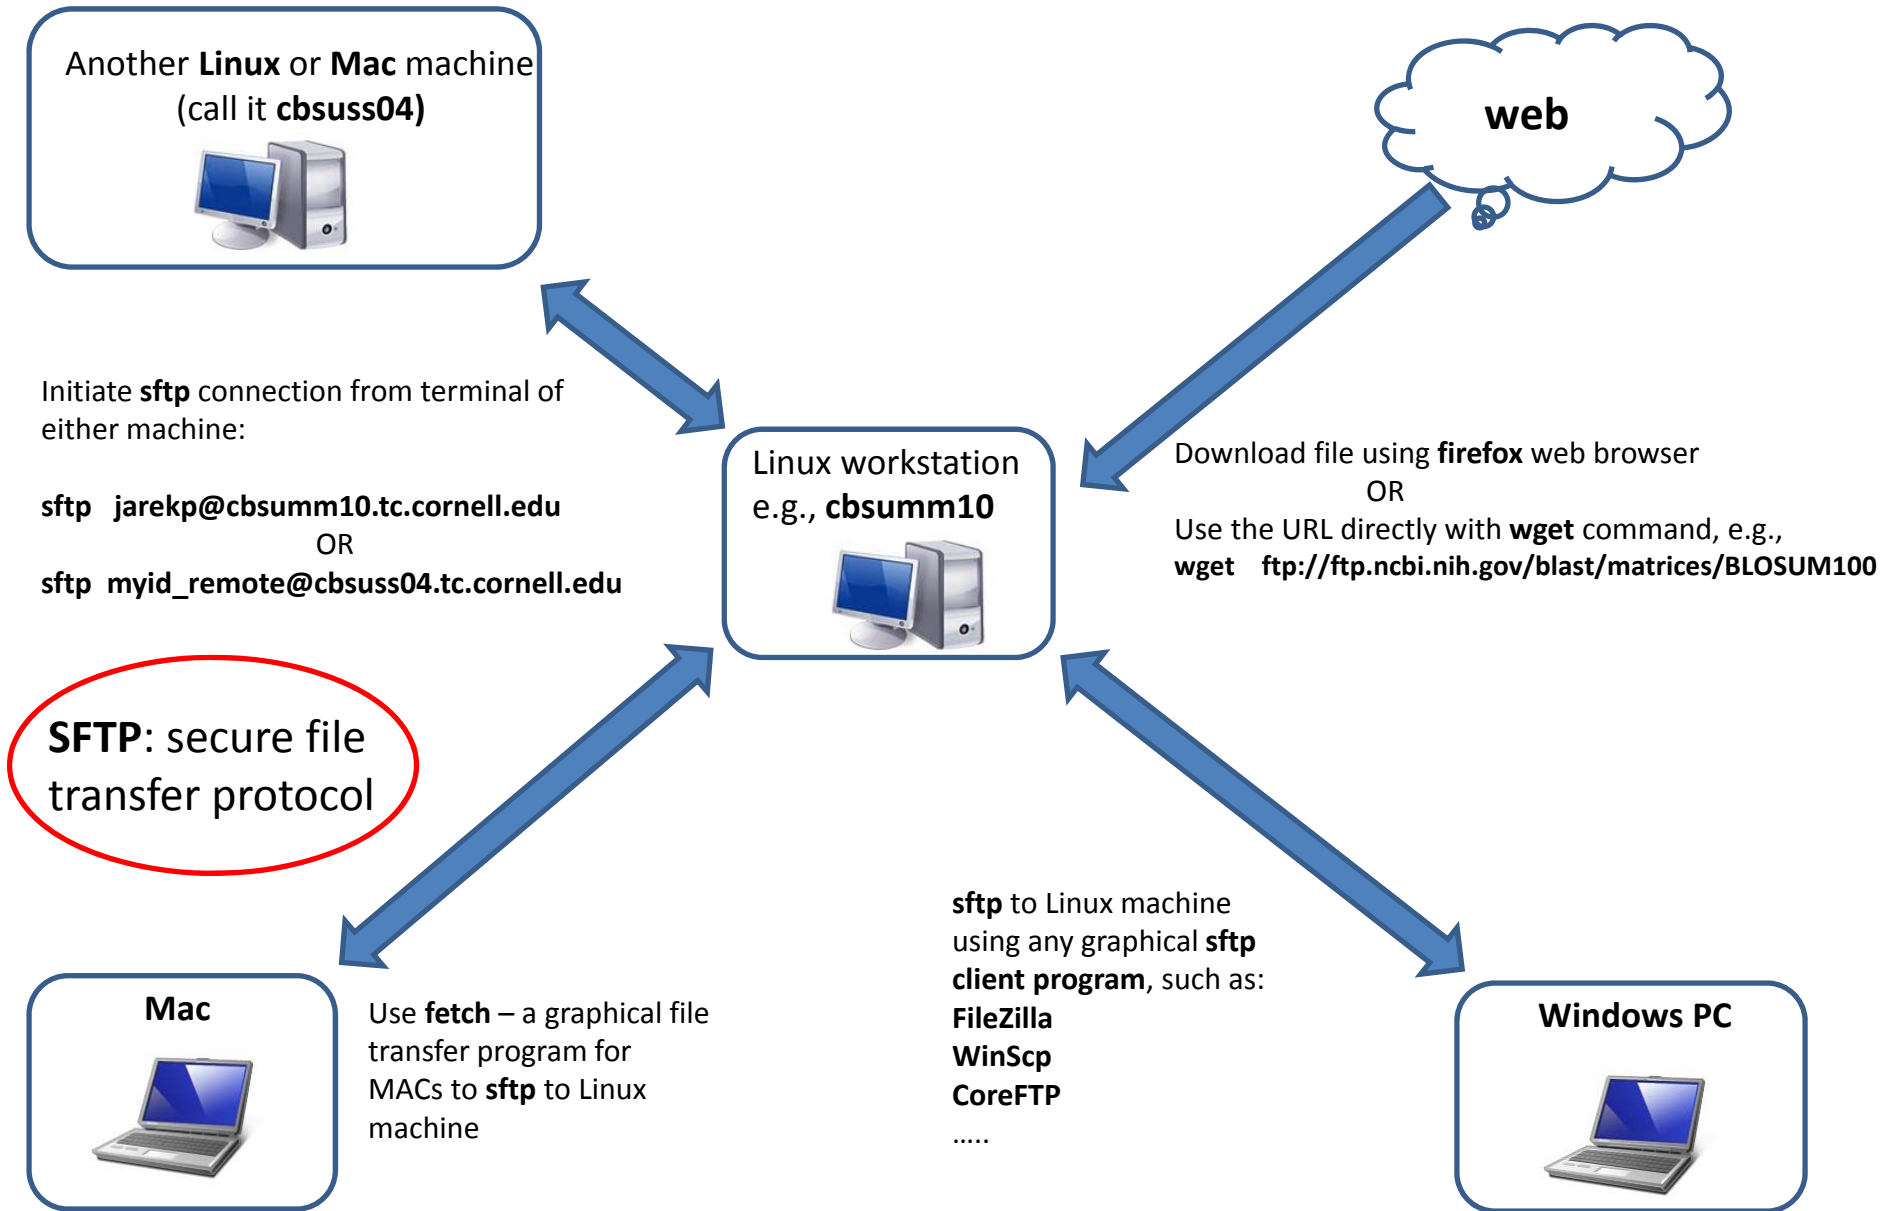 Another Linux or Mac machine
(call it cbsuss04)
web
Initiate sftp connection from terminal of
either machine:
sftp jarekp@cbsumm10.tc.cornell.edu
OR
sftp myid_remote@cbsuss04.tc.cornell.edu
Linux workstation
e.g., cbsumm10
Download file using firefox web browser
OR
Use the URL directly with wget command, e.g.,
wget ftp://ftp.ncbi.nih.gov/blast/matrices/BLOSUM100
SFTP: secure file
transfer protocol
Mac
Use fetch – a graphical file
transfer program for
MACs to sftp to Linux
machine
sftp to Linux machine
using any graphical sftp
client program, such as:
FileZilla
WinScp
CoreFTP
…..
Windows PC